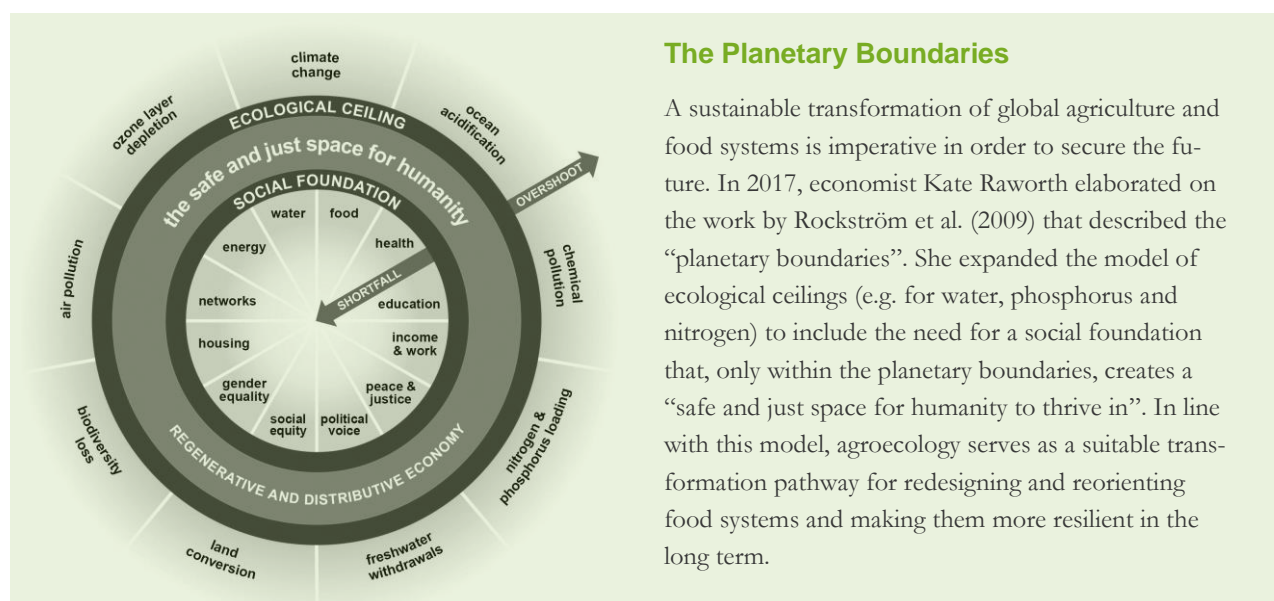 climate
change
ocean
acidification
chemical
pollution
nitrogen &
phosphorus loading
freshwater
withdrawals
land
conversion
biodiversity
loss
air pollution
ozone layer
depletion
ECOLOGICAL CEILING
the safe and just space for humanity
OVERSHOOT
SOCIAL FOUNDATION
water
food
health
SHORTFALL
education
income
& work
peace &
justice
political
voice
social
equity
gender
equality
housing
networks
energy
REGENERATIVE AND DISTRIBUTIVE ECONOMY
The Planetary Boundaries
A sustainable transformation of global agriculture and
food systems is imperative in order to secure the fu-
ture. In 2017, economist Kate Raworth elaborated on
the work by Rockström et al. (2009) that described the
“planetary boundaries”. She expanded the model of
ecological ceilings (e.g. for water, phosphorus and
nitrogen) to include the need for a social foundation
that, only within the planetary boundaries, creates a
“safe and just space for humanity to thrive in”. In line
with this model, agroecology serves as a suitable trans-
formation pathway for redesigning and reorienting
food systems and making them more resilient in the
long term.